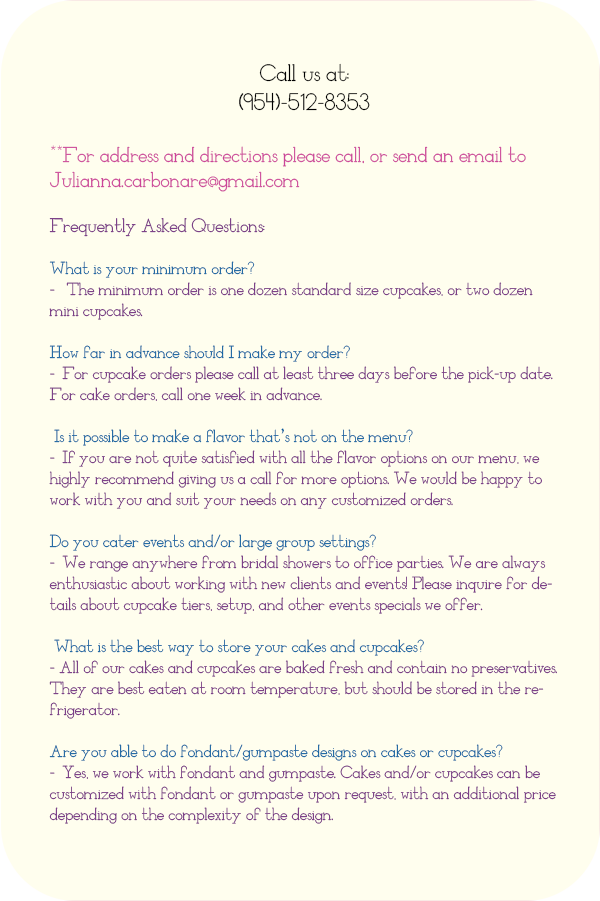 Call us at:
(954)-512-8353
**For address and directions please call, or send an email to
Julianna.carbonare@gmail.com
Frequently Asked Questions:
What is your minimum order?
- The minimum order is one dozen standard size cupcakes, or two dozen
mini cupcakes.
How far in advance should I make my order?
- For cupcake orders please call at least three days before the pick-up date.
For cake orders, call one week in advance.
Is it possible to make a flavor that's not on the menu?
- If you are not quite satisfied with all the flavor options on our menu, we
highly recommend giving us a call for more options. We would be happy to
work with you and suit your needs on any customized orders.
Do you cater events and/or large group settings?
- We range anywhere from bridal showers to office parties. We are always
enthusiastic about working with new clients and events! Please inquire for de-
tails about cupcake tiers, setup, and other events specials we offer.
What is the best way to store your cakes and cupcakes?
- All of our cakes and cupcakes are baked fresh and contain no preservatives.
They are best eaten at room temperature, but should be stored in the re-
frigerator.
Are you able to do fondant/gumpaste designs on cakes or cupcakes?
- Yes, we work with fondant and gumpaste. Cakes and/or cupcakes can be
customized with fondant or gumpaste upon request, with an additional price
depending on the complexity of the design.